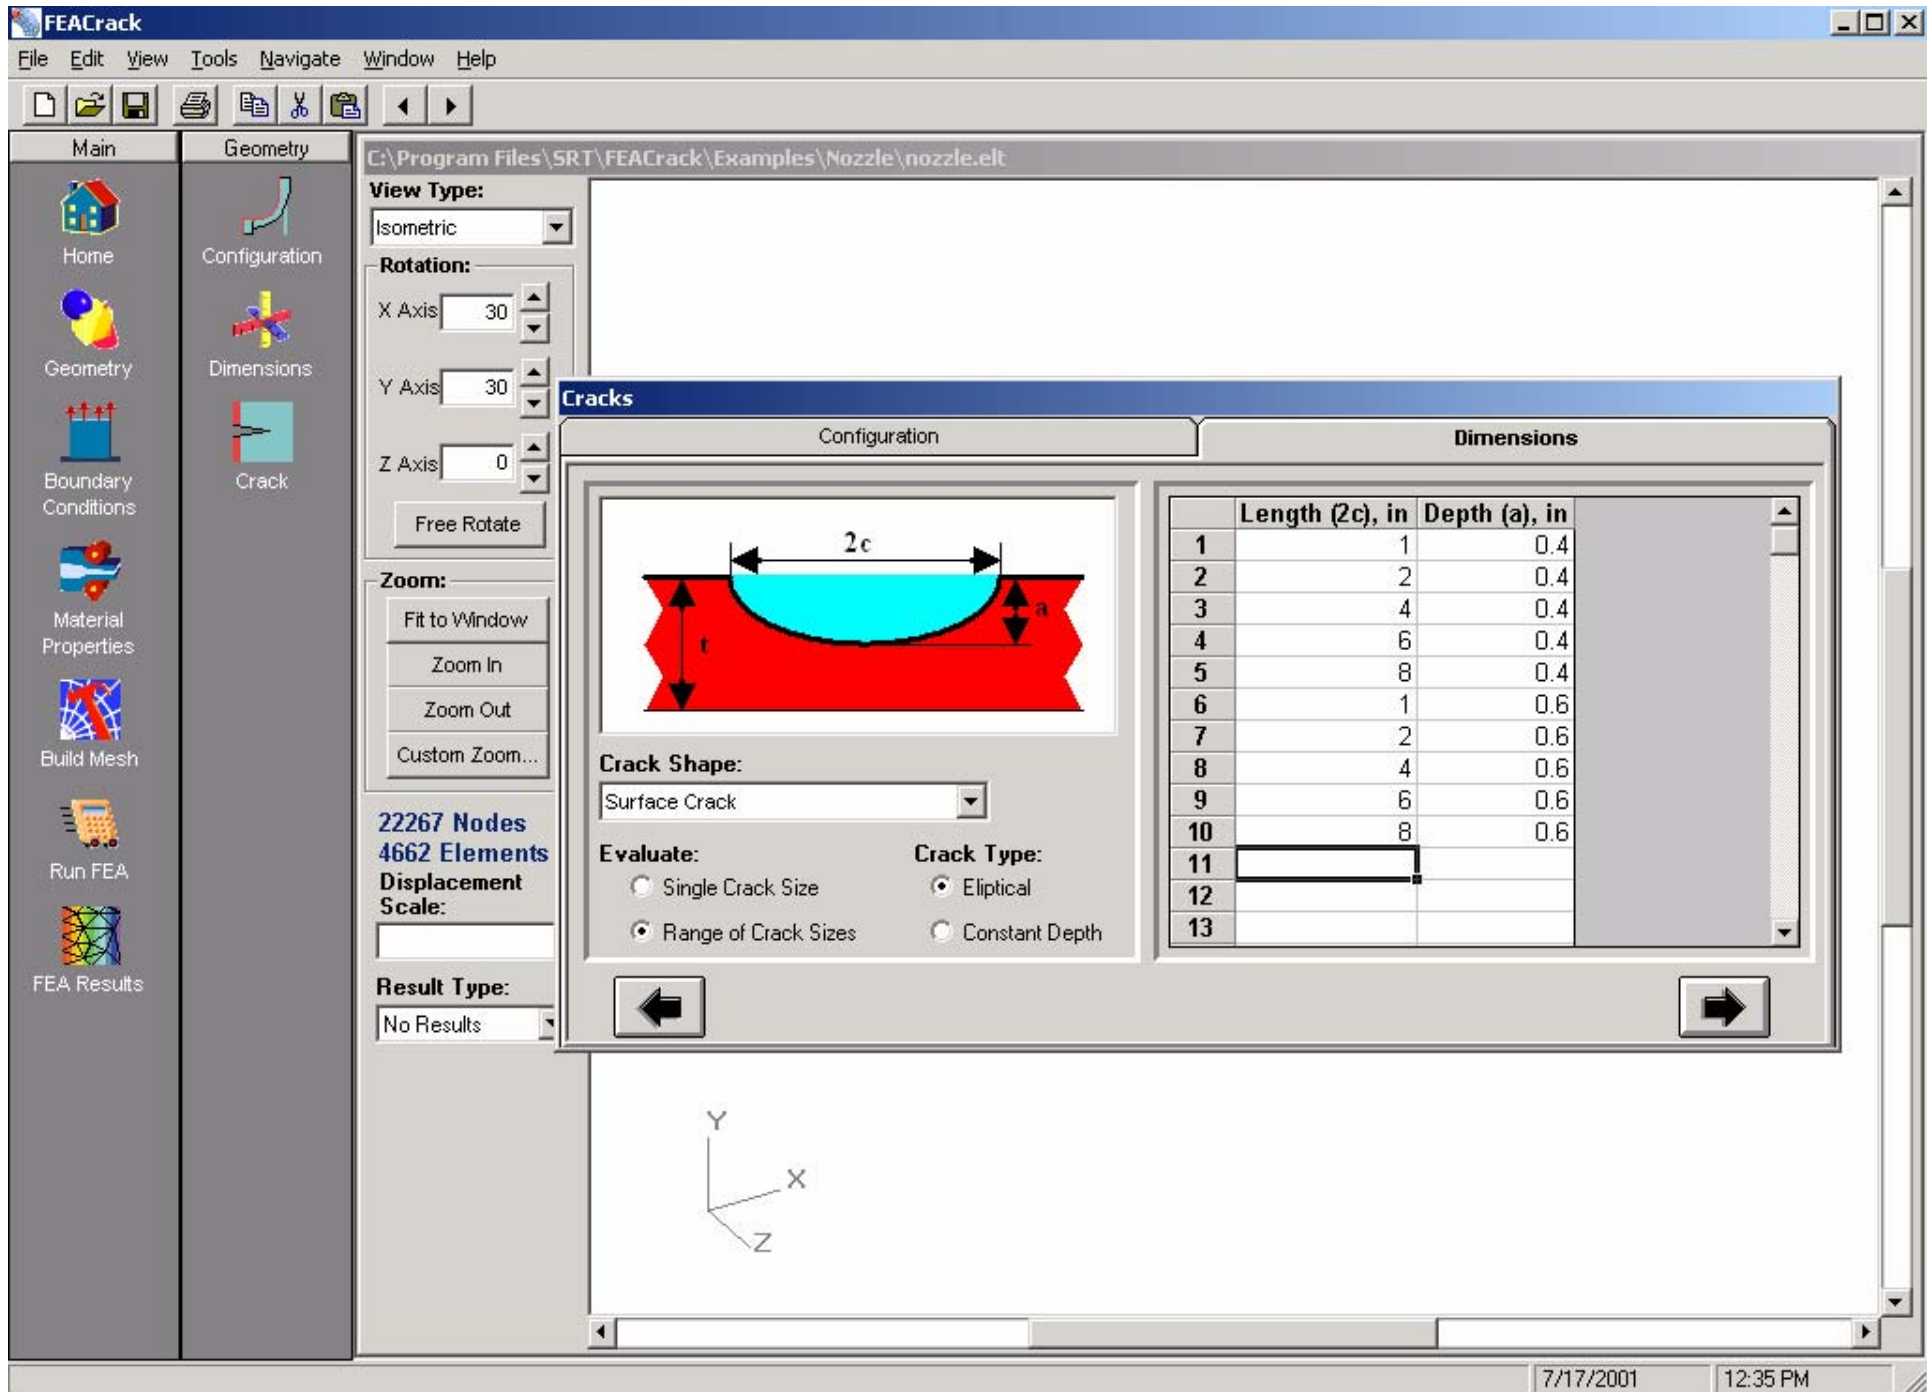 FEACrack
File Edit View Tools Navigate Window Help
Main
Home
Geometry
Boundary
Conditions
Material
Properties
Build Mesh
Run FEA
FEA Results
Geometry
Configuration
Dimensions
Crack
C:\Program Files\SRT\FEACrack\Examples\Nozzle\nozzle.elt
View Type:
Isometric
Rotation:
X Axis 30
Y Axis 30
Z Axis 0
Free Rotate
Zoom:
Fit to Window
Zoom In
Zoom Out
Custom Zoom...
22267 Nodes
4662 Elements
Displacement
Scale:
Result Type:
No Results
Cracks
Configuration
Dimensions
2c
a
t
Crack Shape:
Surface Crack
Evaluate:
Single Crack Size
Range of Crack Sizes
Crack Type:
Eliptical
Constant Depth
Length (2c), in Depth (a), in
1 1 0.4
2 2 0.4
3 4 0.4
4 6 0.4
5 8 0.4
6 1 0.6
7 2 0.6
8 4 0.6
9 6 0.6
10 8 0.6
11
12
13
Y
X
Z
7/17/2001 12:35 PM